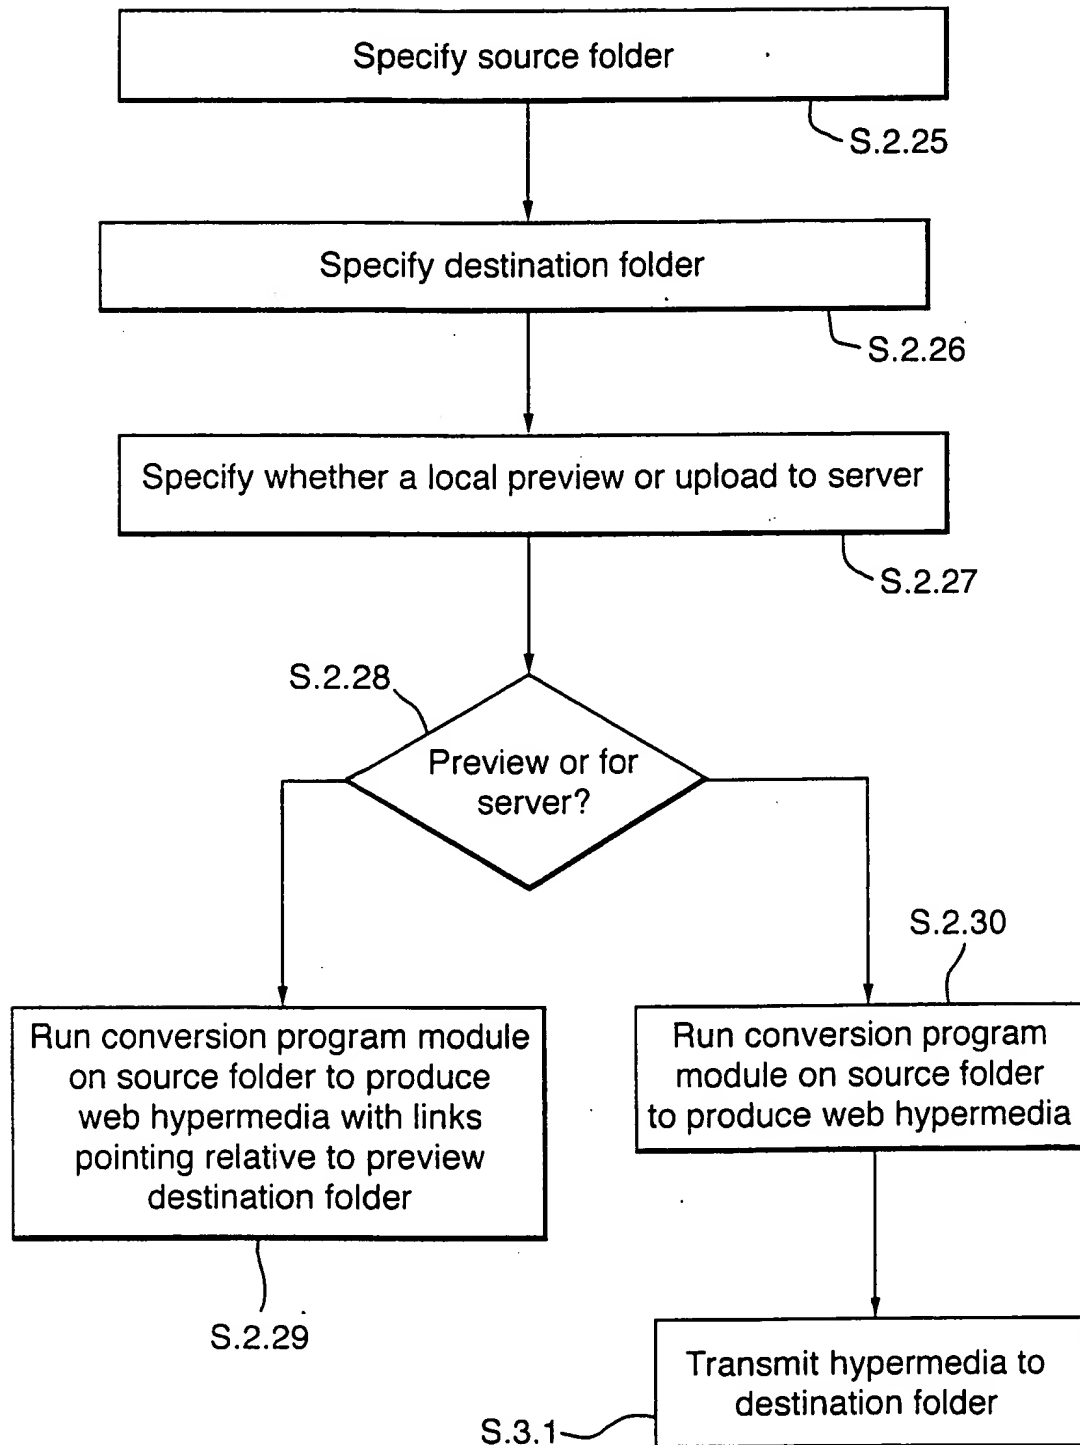 Specify source folder
S.2.25
Specify destination folder
S.2.26
Specify whether a local preview or upload to server
S.2.27
S.2.28
Preview or for
server?
S.2.30
Run conversion program module
on source folder to produce
web hypermedia with links
pointing relative to preview
destination folder
S.2.29
Run conversion program
module on source folder
to produce web hypermedia
Transmit hypermedia to
destination folder
S.3.1